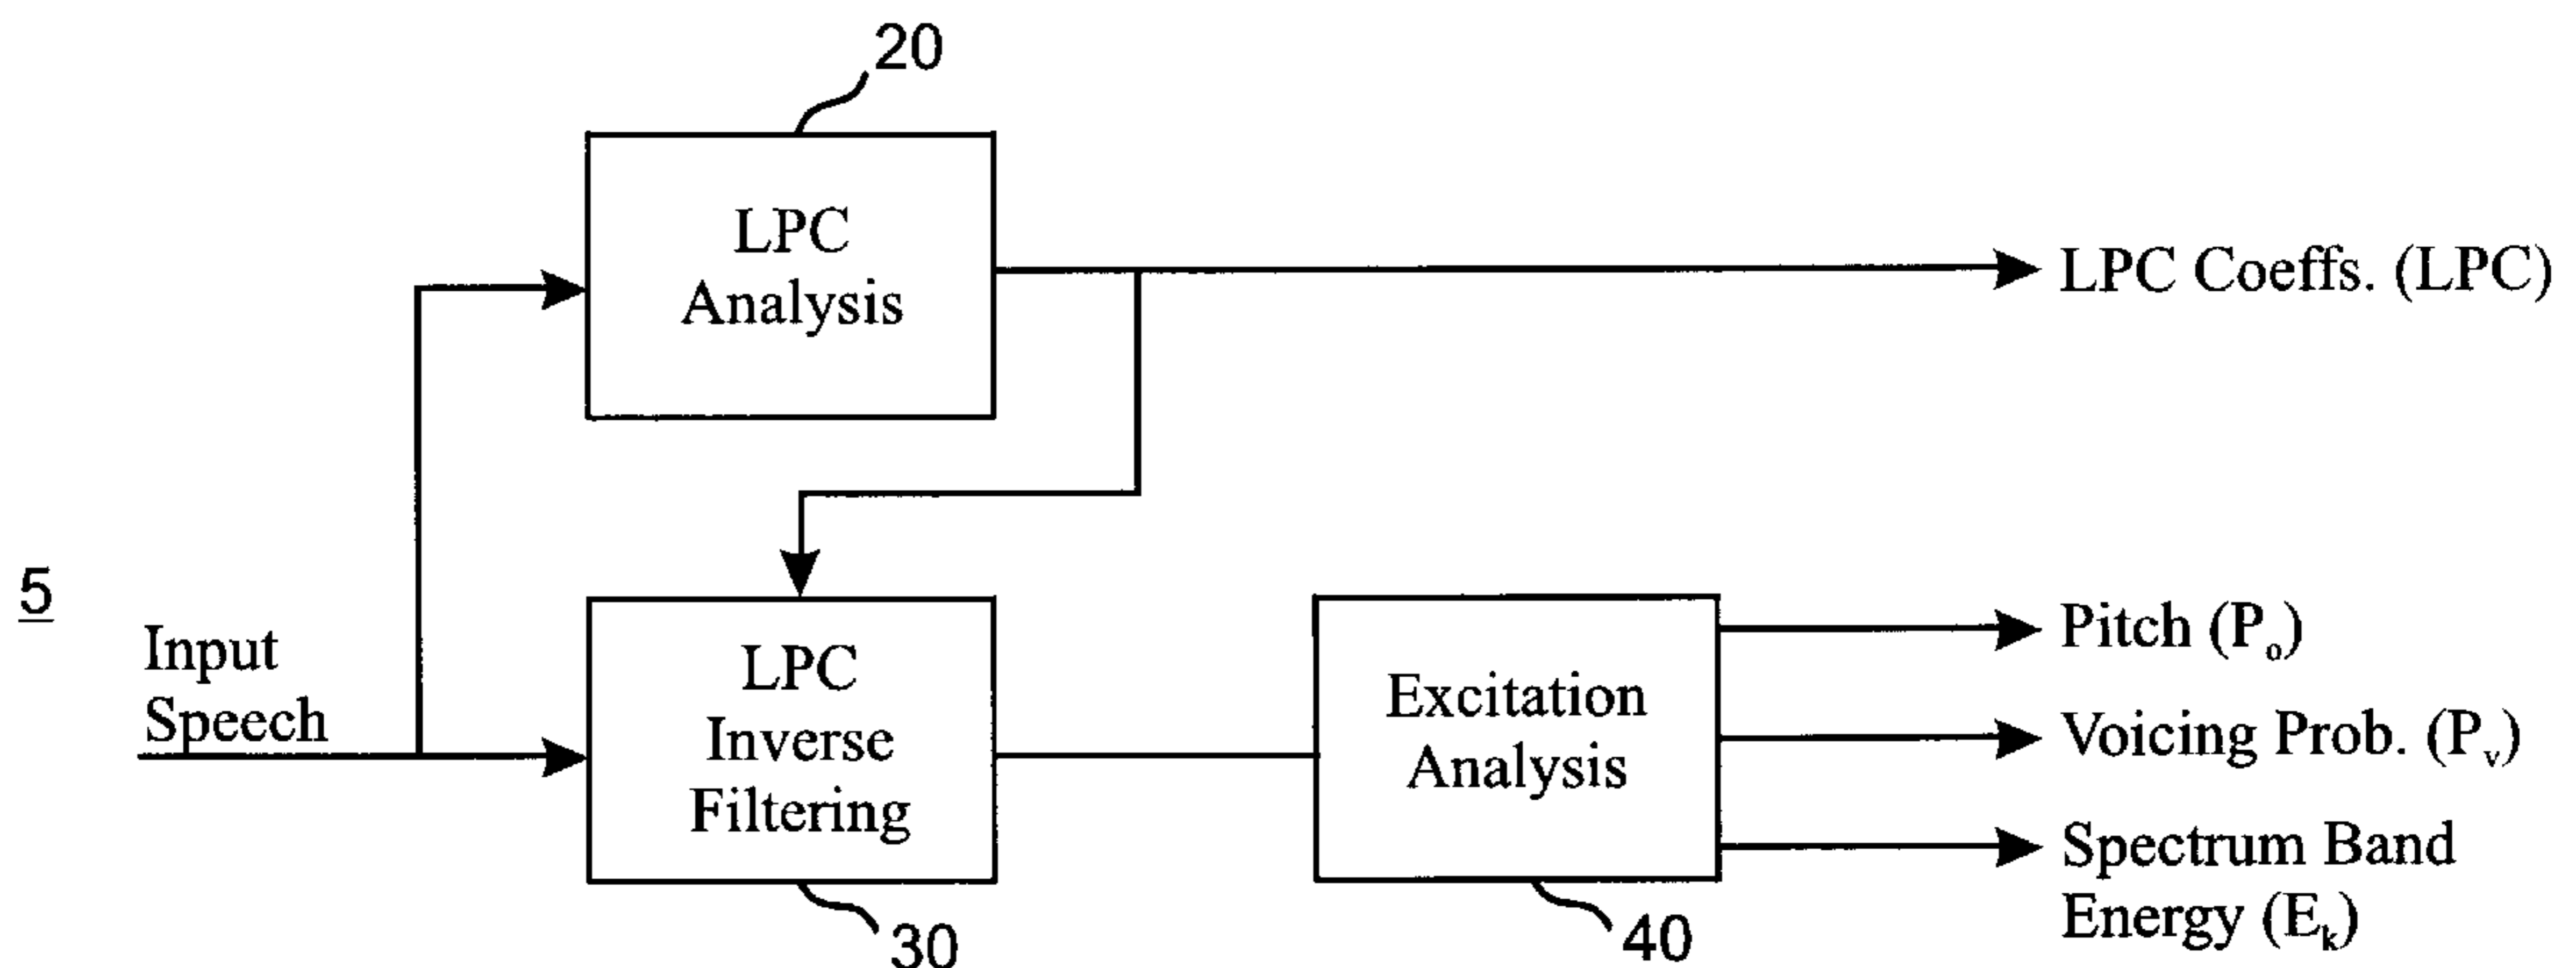 20
LPC
Analysis
LPC Coeffs. (LPC)
5
Input
Speech
LPC
Inverse
Filtering
Excitation
Analysis
Pitch (Pₒ)
Voicing Prob. (Pᵥ)
Spectrum Band
Energy (Eₖ)
30
40